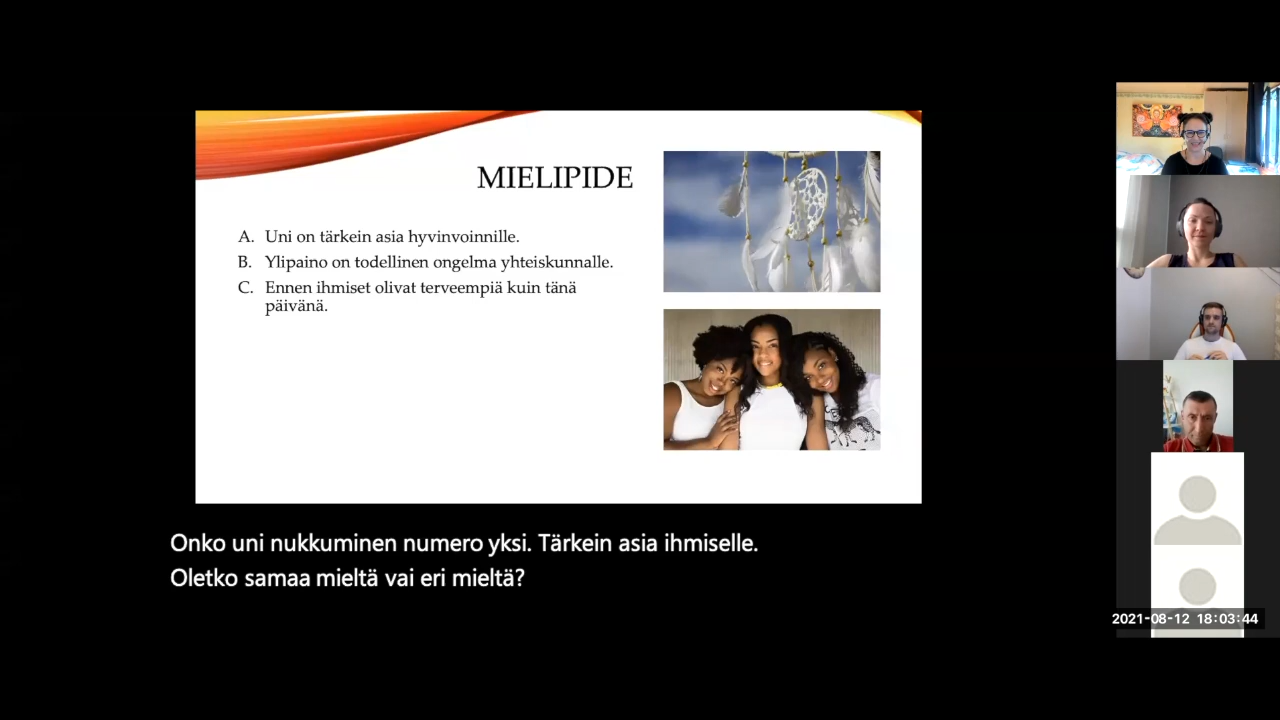 MIELIPIDE
A. Uni on tärkein asia hyvinvoinnille.
B. Ylipaino on todellinen ongelma yhteiskunnalle.
C. Ennen ihmiset olivat terveempiä kuin tänä
päivänä.
Onko uni nukkuminen numero yksi. Tärkein asia ihmiselle.
Oletko samaa mieltä vai eri mieltä?
2021-08-12 18:03:44